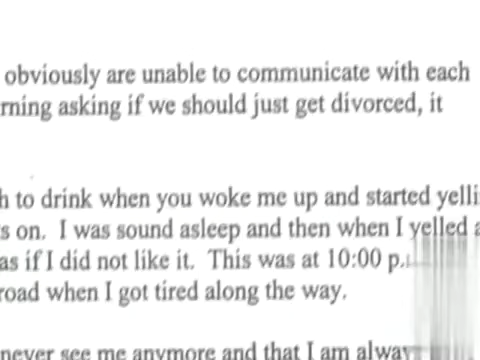 obviously are unable to communicate with each
rning asking if we should just get divorced, it
h to drink when you woke me up and started yelli
s on. I was sound asleep and then when I yelled a
as if I did not like it. This was at 10:00 p.
road when I got tired along the way.
never see me anymore and that I am alway